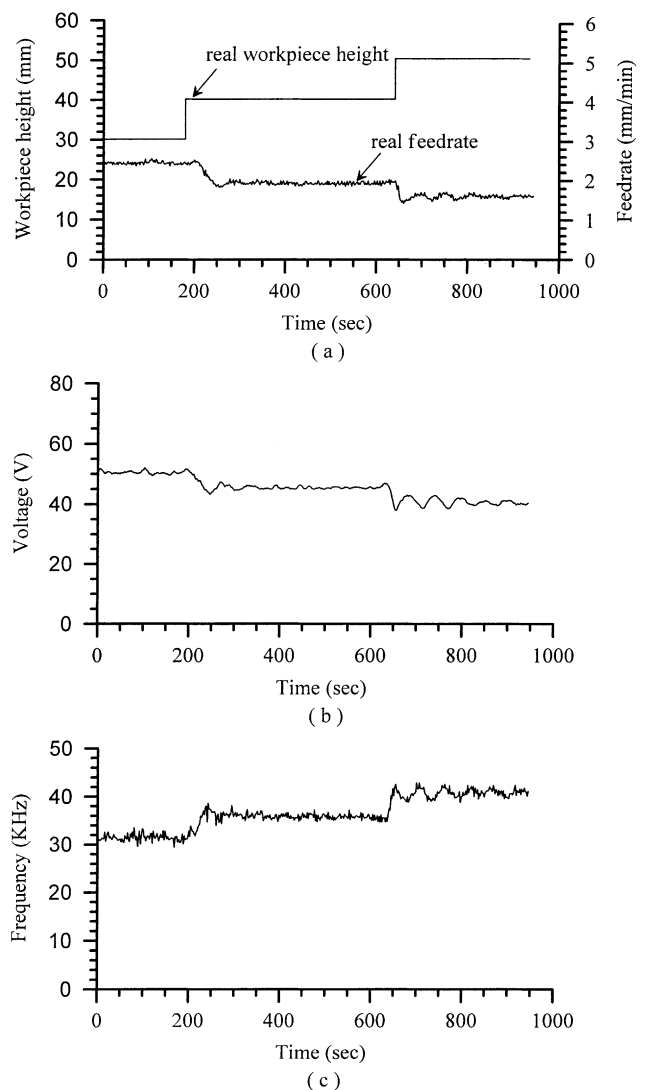 60
50
40
30
20
10
0
Workpiece height (mm)
real workpiece height
real feedrate
6
5
4
3
2
1
0
Feedrate (mm/min)
0 200 400 600 800 1000
Time (sec)
( a )
80
60
40
20
0
Voltage (V)
0 200 400 600 800 1000
Time (sec)
( b )
50
40
30
20
10
0
Frequency (KHz)
0 200 400 600 800 1000
Time (sec)
( c )